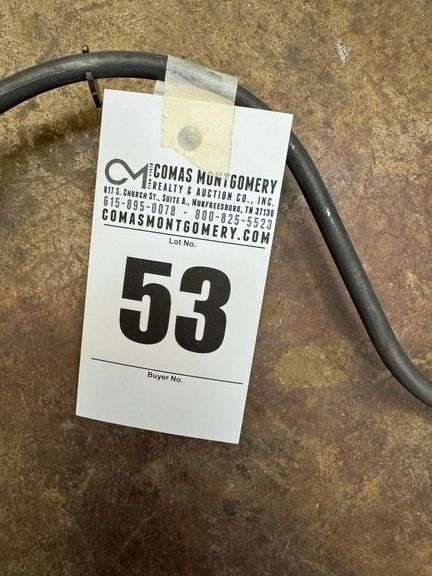 COMAS MONTGOMERY
REALTY & AUCTION CO., INC.
817 S. CHURCH ST., SUITE A., MURFREESBORO, TN 37130
615-895-0078 • 800-825-5523
COMASMONTGOMERY.COM
Lot No.
53
Buyer No.